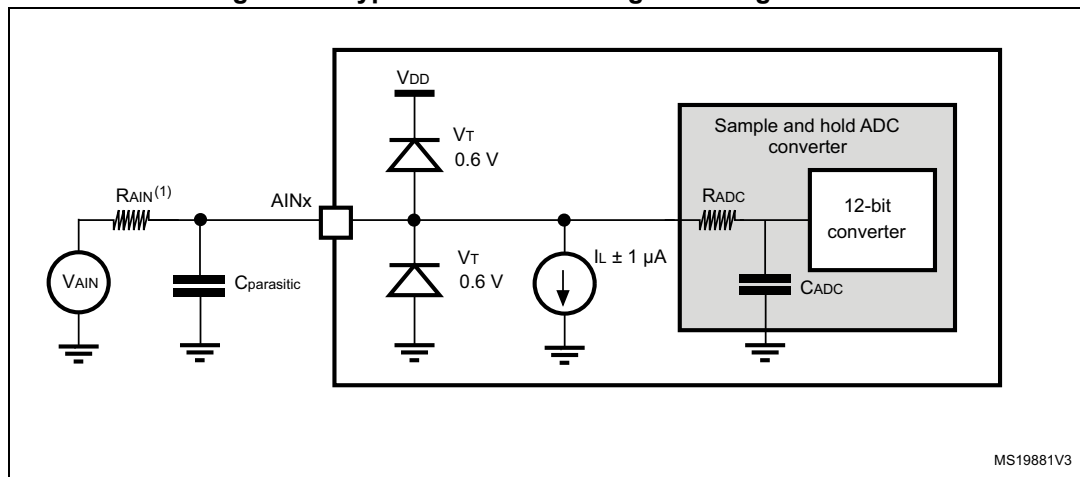 VDD
VT
0.6 V
Sample and hold ADC
converter
RAIN(1)
AINx
RADC
12-bit
converter
VAIN
Cparasitic
VT
0.6 V
IL ± 1 µA
CADC
MS19881V3